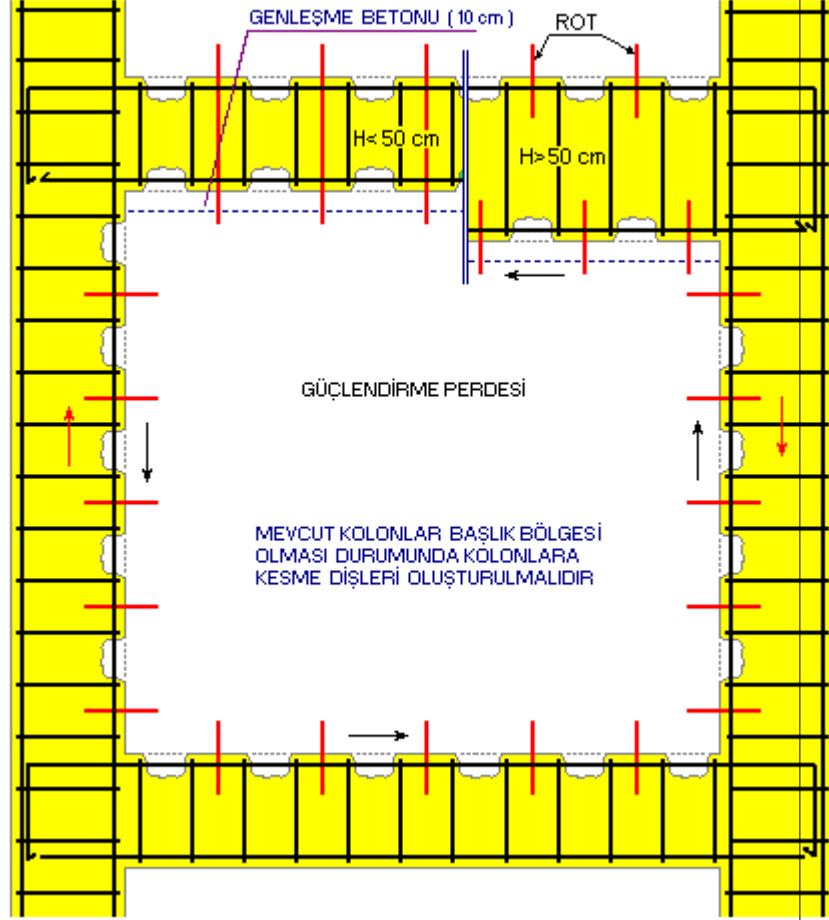 GENLEŞME BETONU ( 10 cm )
ROT
H< 50 cm
H> 50 cm
GÜÇLENDİRME PERDESİ
MEVCUT KOLONLAR BAŞLIK BÖLGESİ
OLMASI DURUMUNDA KOLONLARA
KESME DİŞLERİ OLUŞTURULMALIDIR